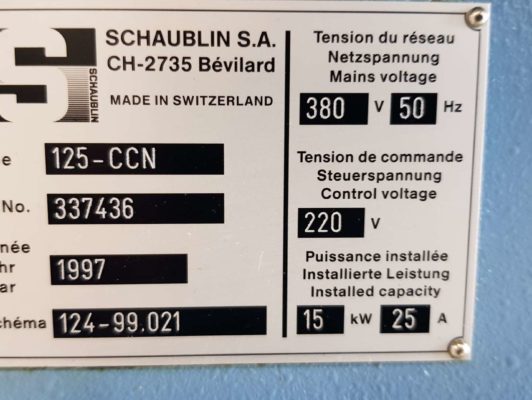 S
SCHAUBLIN
SCHAUBLIN S.A.
CH-2735 Bévilard
MADE IN SWITZERLAND
e 125-CCN
No. 337436
née
hr 1997
ar
chéma 124-99.021
Tension du réseau
Netzspannung
Mains voltage
380 V 50 Hz
Tension de commande
Steuerspannung
Control voltage
220 V
Puissance installée
Installierte Leistung
Installed capacity
15 kW 25 A